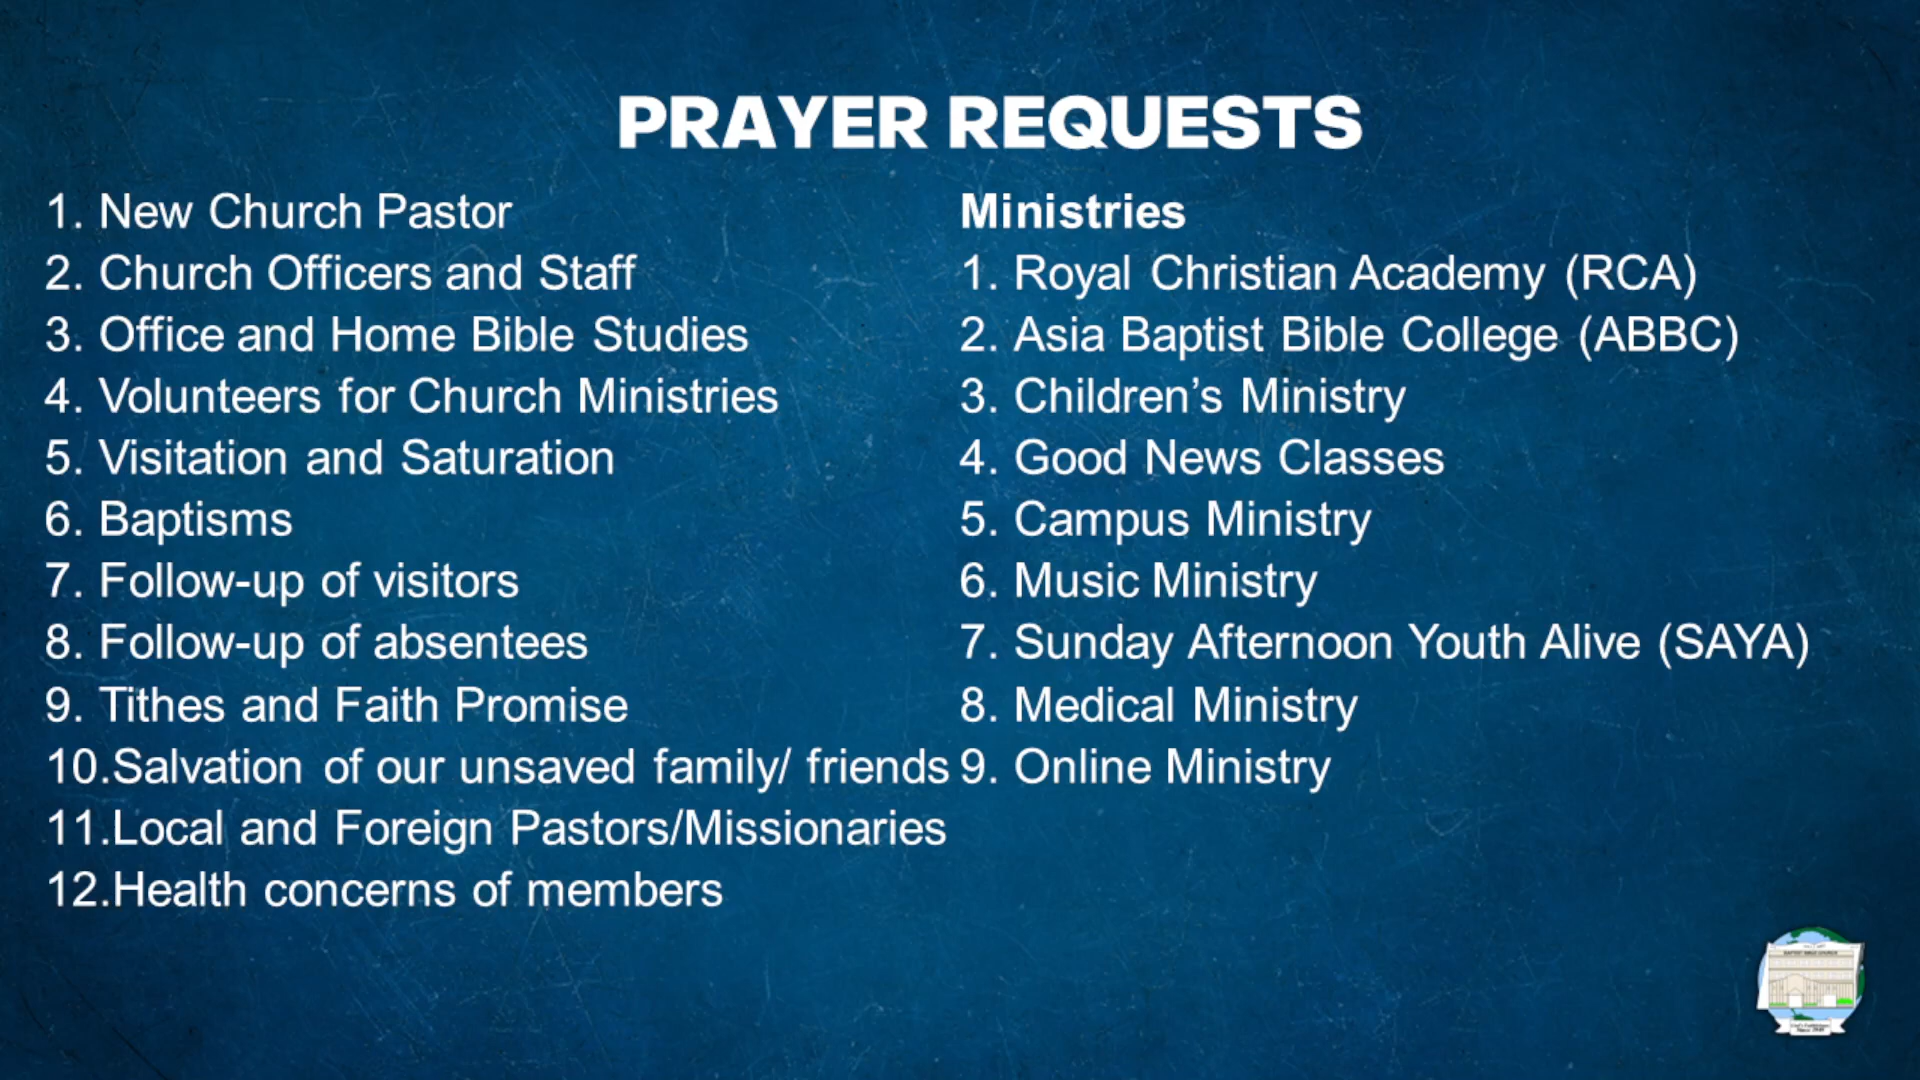 PRAYER REQUESTS
1. New Church Pastor
2. Church Officers and Staff
3. Office and Home Bible Studies
4. Volunteers for Church Ministries
5. Visitation and Saturation
6. Baptisms
7. Follow-up of visitors
8. Follow-up of absentees
9. Tithes and Faith Promise
10.Salvation of our unsaved family/ friends
11.Local and Foreign Pastors/Missionaries
12.Health concerns of members
Ministries
1. Royal Christian Academy (RCA)
2. Asia Baptist Bible College (ABBC)
3. Children’s Ministry
4. Good News Classes
5. Campus Ministry
6. Music Ministry
7. Sunday Afternoon Youth Alive (SAYA)
8. Medical Ministry
9. Online Ministry
BAPTIST BIBLE CHURCH